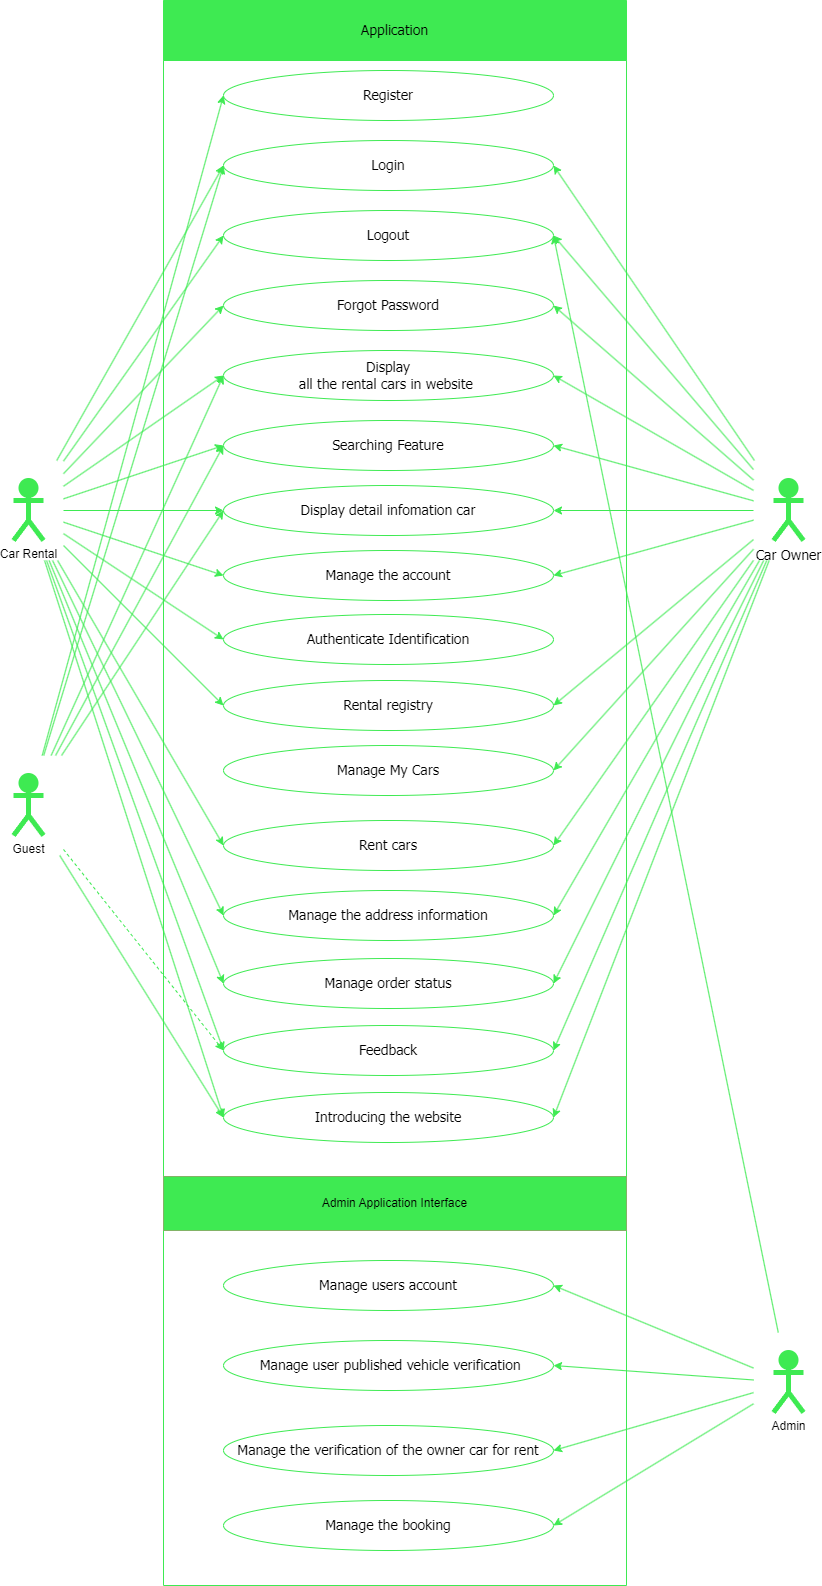 Application
Register
Login
Logout
Forgot Password
Display
all the rental cars in website
Searching Feature
Display detail infomation car
Car Rental
Car Owner
Manage the account
Authenticate Identification
Rental registry
Manage My Cars
Guest
Rent cars
Manage the address information
Manage order status
Feedback
Introducing the website
Admin Application Interface
Manage users account
Manage user published vehicle verification
Admin
Manage the verification of the owner car for rent
Manage the booking